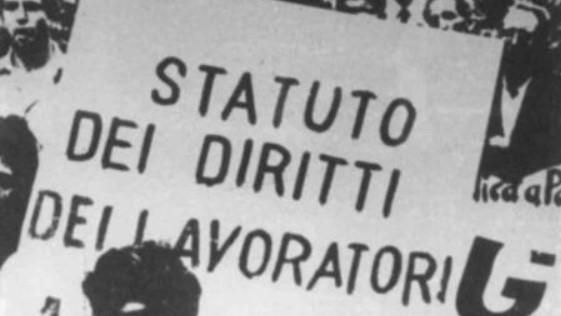 STATUTO
DEI DIRITTI
DEI LAVORATORI